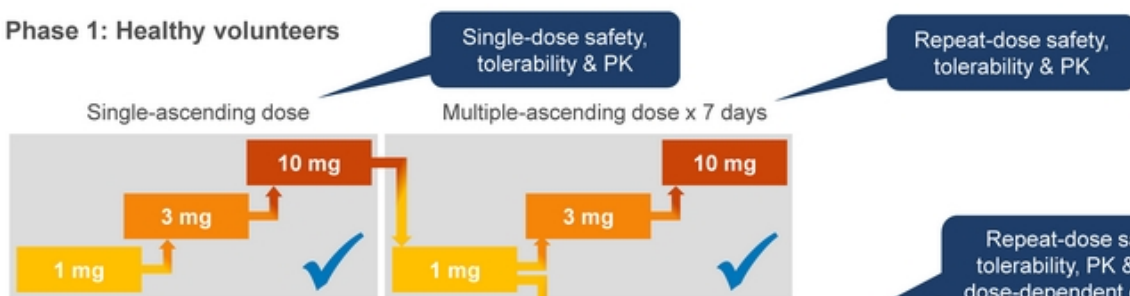 Phase 1: Healthy volunteers
Single-dose safety,
tolerability & PK
Repeat-dose safety,
tolerability & PK
Single-ascending dose
Multiple-ascending dose x 7 days
10 mg
10 mg
3 mg
3 mg
1 mg
1 mg
Repeat-dose
tolerability, PK &
dose-dependent